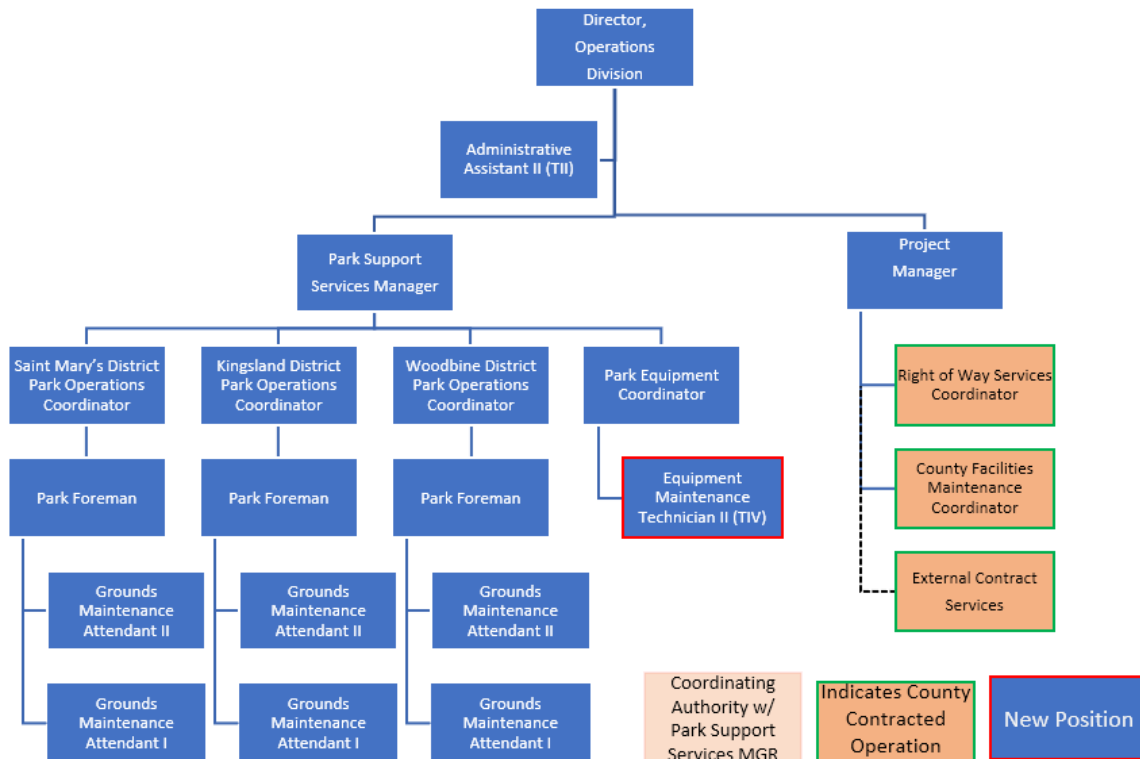 Director,
Operations
Division
Administrative
Assistant II (TII)
Park Support
Services Manager
Project
Manager
Saint Mary's District
Park Operations
Coordinator
Kingsland District
Park Operations
Coordinator
Woodbine District
Park Operations
Coordinator
Park Equipment
Coordinator
Right of Way Services
Coordinator
Park Foreman
Park Foreman
Park Foreman
Equipment
Maintenance
Technician II (TIV)
County Facilities
Maintenance
Coordinator
External Contract
Services
Grounds
Maintenance
Attendant II
Grounds
Maintenance
Attendant II
Grounds
Maintenance
Attendant II
Grounds
Maintenance
Attendant I
Grounds
Maintenance
Attendant I
Grounds
Maintenance
Attendant I
Coordinating
Authority w/
Park Support
Services MGR
Indicates County
Contracted
Operation
New Position